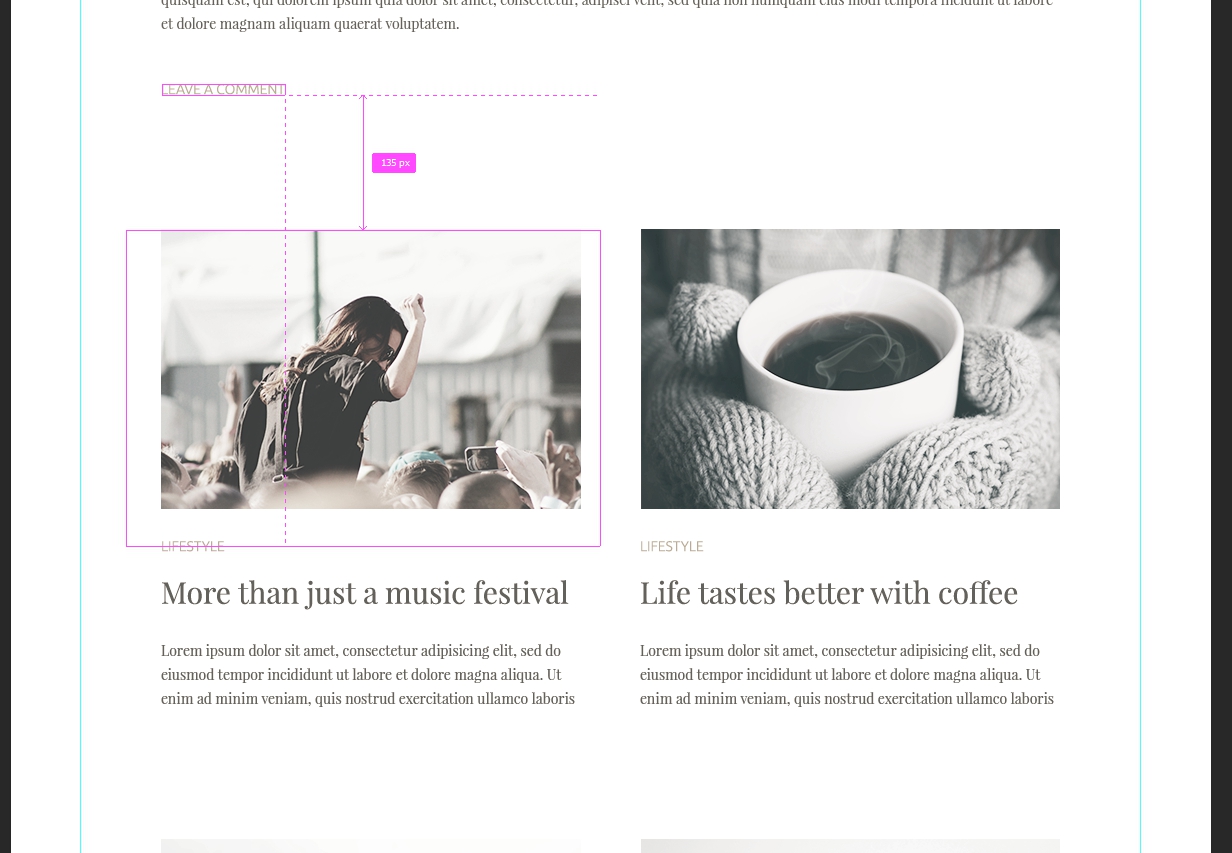 quisquam est, qui dolorem ipsum quia dolor sit amet, consectetur, adipisci velit, sed quia non numquam eius modi tempora incidunt ut labore
et dolore magnam aliquam quaerat voluptatem.
LEAVE A COMMENT
135 px
LIFESTYLE
More than just a music festival
Lorem ipsum dolor sit amet, consectetur adipisicing elit, sed do
eiusmod tempor incididunt ut labore et dolore magna aliqua. Ut
enim ad minim veniam, quis nostrud exercitation ullamco laboris
LIFESTYLE
Life tastes better with coffee
Lorem ipsum dolor sit amet, consectetur adipisicing elit, sed do
eiusmod tempor incididunt ut labore et dolore magna aliqua. Ut
enim ad minim veniam, quis nostrud exercitation ullamco laboris